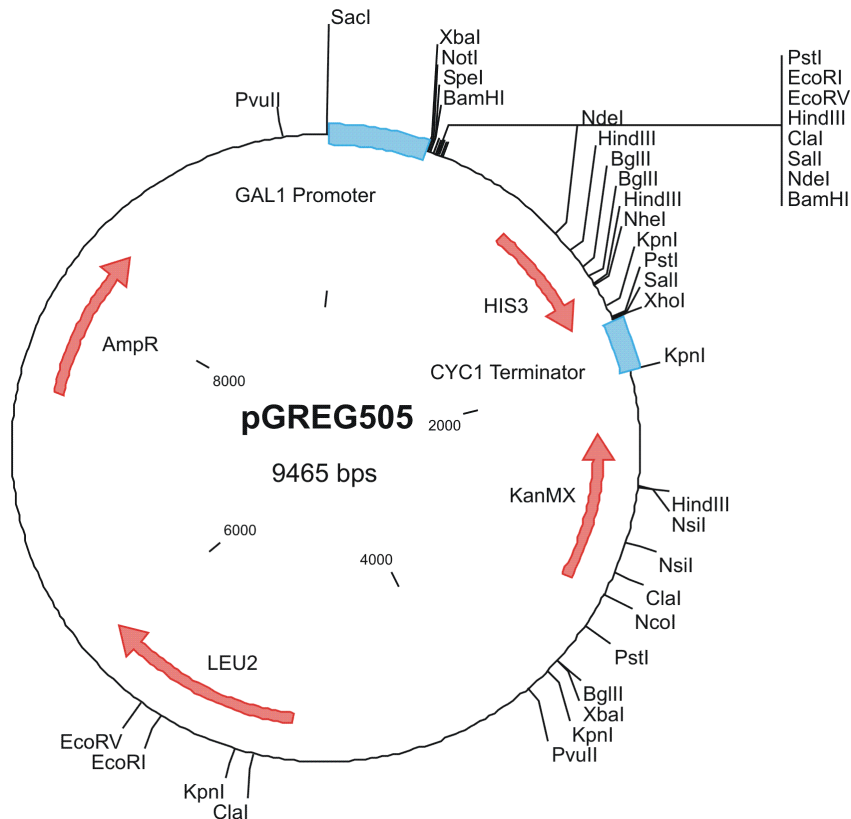 SacI
XbaI
NotI
SpeI
BamHI
PstI
EcoRI
EcoRV
HindIII
ClaI
SalI
NdeI
BamHI
PvuII
NdeI
HindIII
BglII
BglII
HindIII
NheI
KpnI
PstI
SalI
XhoI
KpnI
GAL1 Promoter
HIS3
AmpR
CYC1 Terminator
8000
pGREG505
2000
9465 bps
KanMX
HindIII
NsiI
6000
4000
NsiI
ClaI
NcoI
PstI
LEU2
BglII
XbaI
KpnI
PvuII
EcoRV
EcoRI
KpnI
ClaI